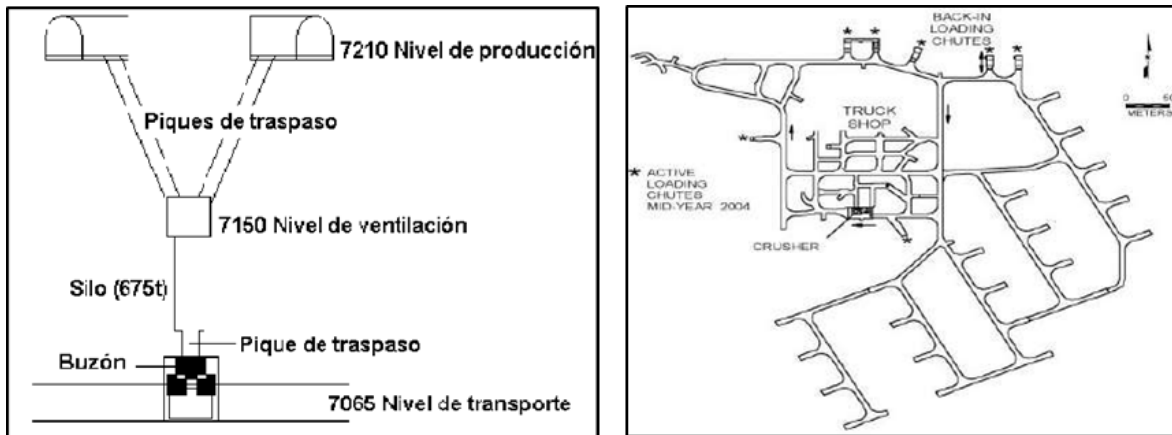 7210 Nivel de producción
Piques de traspaso
7150 Nivel de ventilación
Silo (675t)
Pique de traspaso
Buzón
7065 Nivel de transporte
BACK-IN
LOADING
CHUTES
0 60
METERS
TRUCK
SHOP
* ACTIVE
LOADING
CHUTES
MID-YEAR 2004
CRUSHER